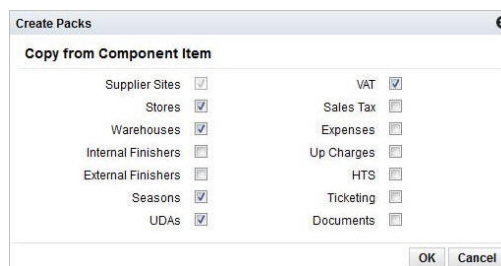 Create Packs
Copy from Component Item
Supplier Sites VAT
Stores Sales Tax
Warehouses Expenses
Internal Finishers Up Charges
External Finishers HTS
Seasons Ticketing
UDAs Documents
OK Cancel